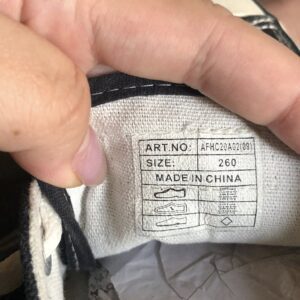 ART.NO: AFHC20A02(09)
SIZE: 260
MADE IN CHINA